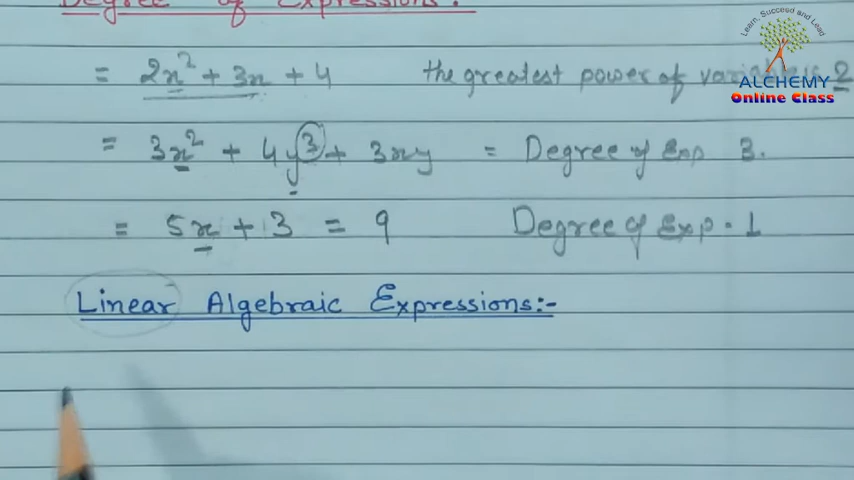 Degree of Expressions:
Learn, Succeed and Lead
= 2x² + 3x + 4 the greatest power of variable is 2
ALCHEMY
Online Class
= 3x² + 4y³ + 3xy = Degree of Exp 3.
= 5x + 3 = 9 Degree of Exp. 1
Linear Algebraic Expressions:-